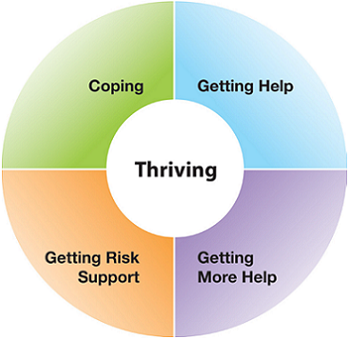 Coping
Getting Help
Thriving
Getting Risk
Support
Getting
More Help